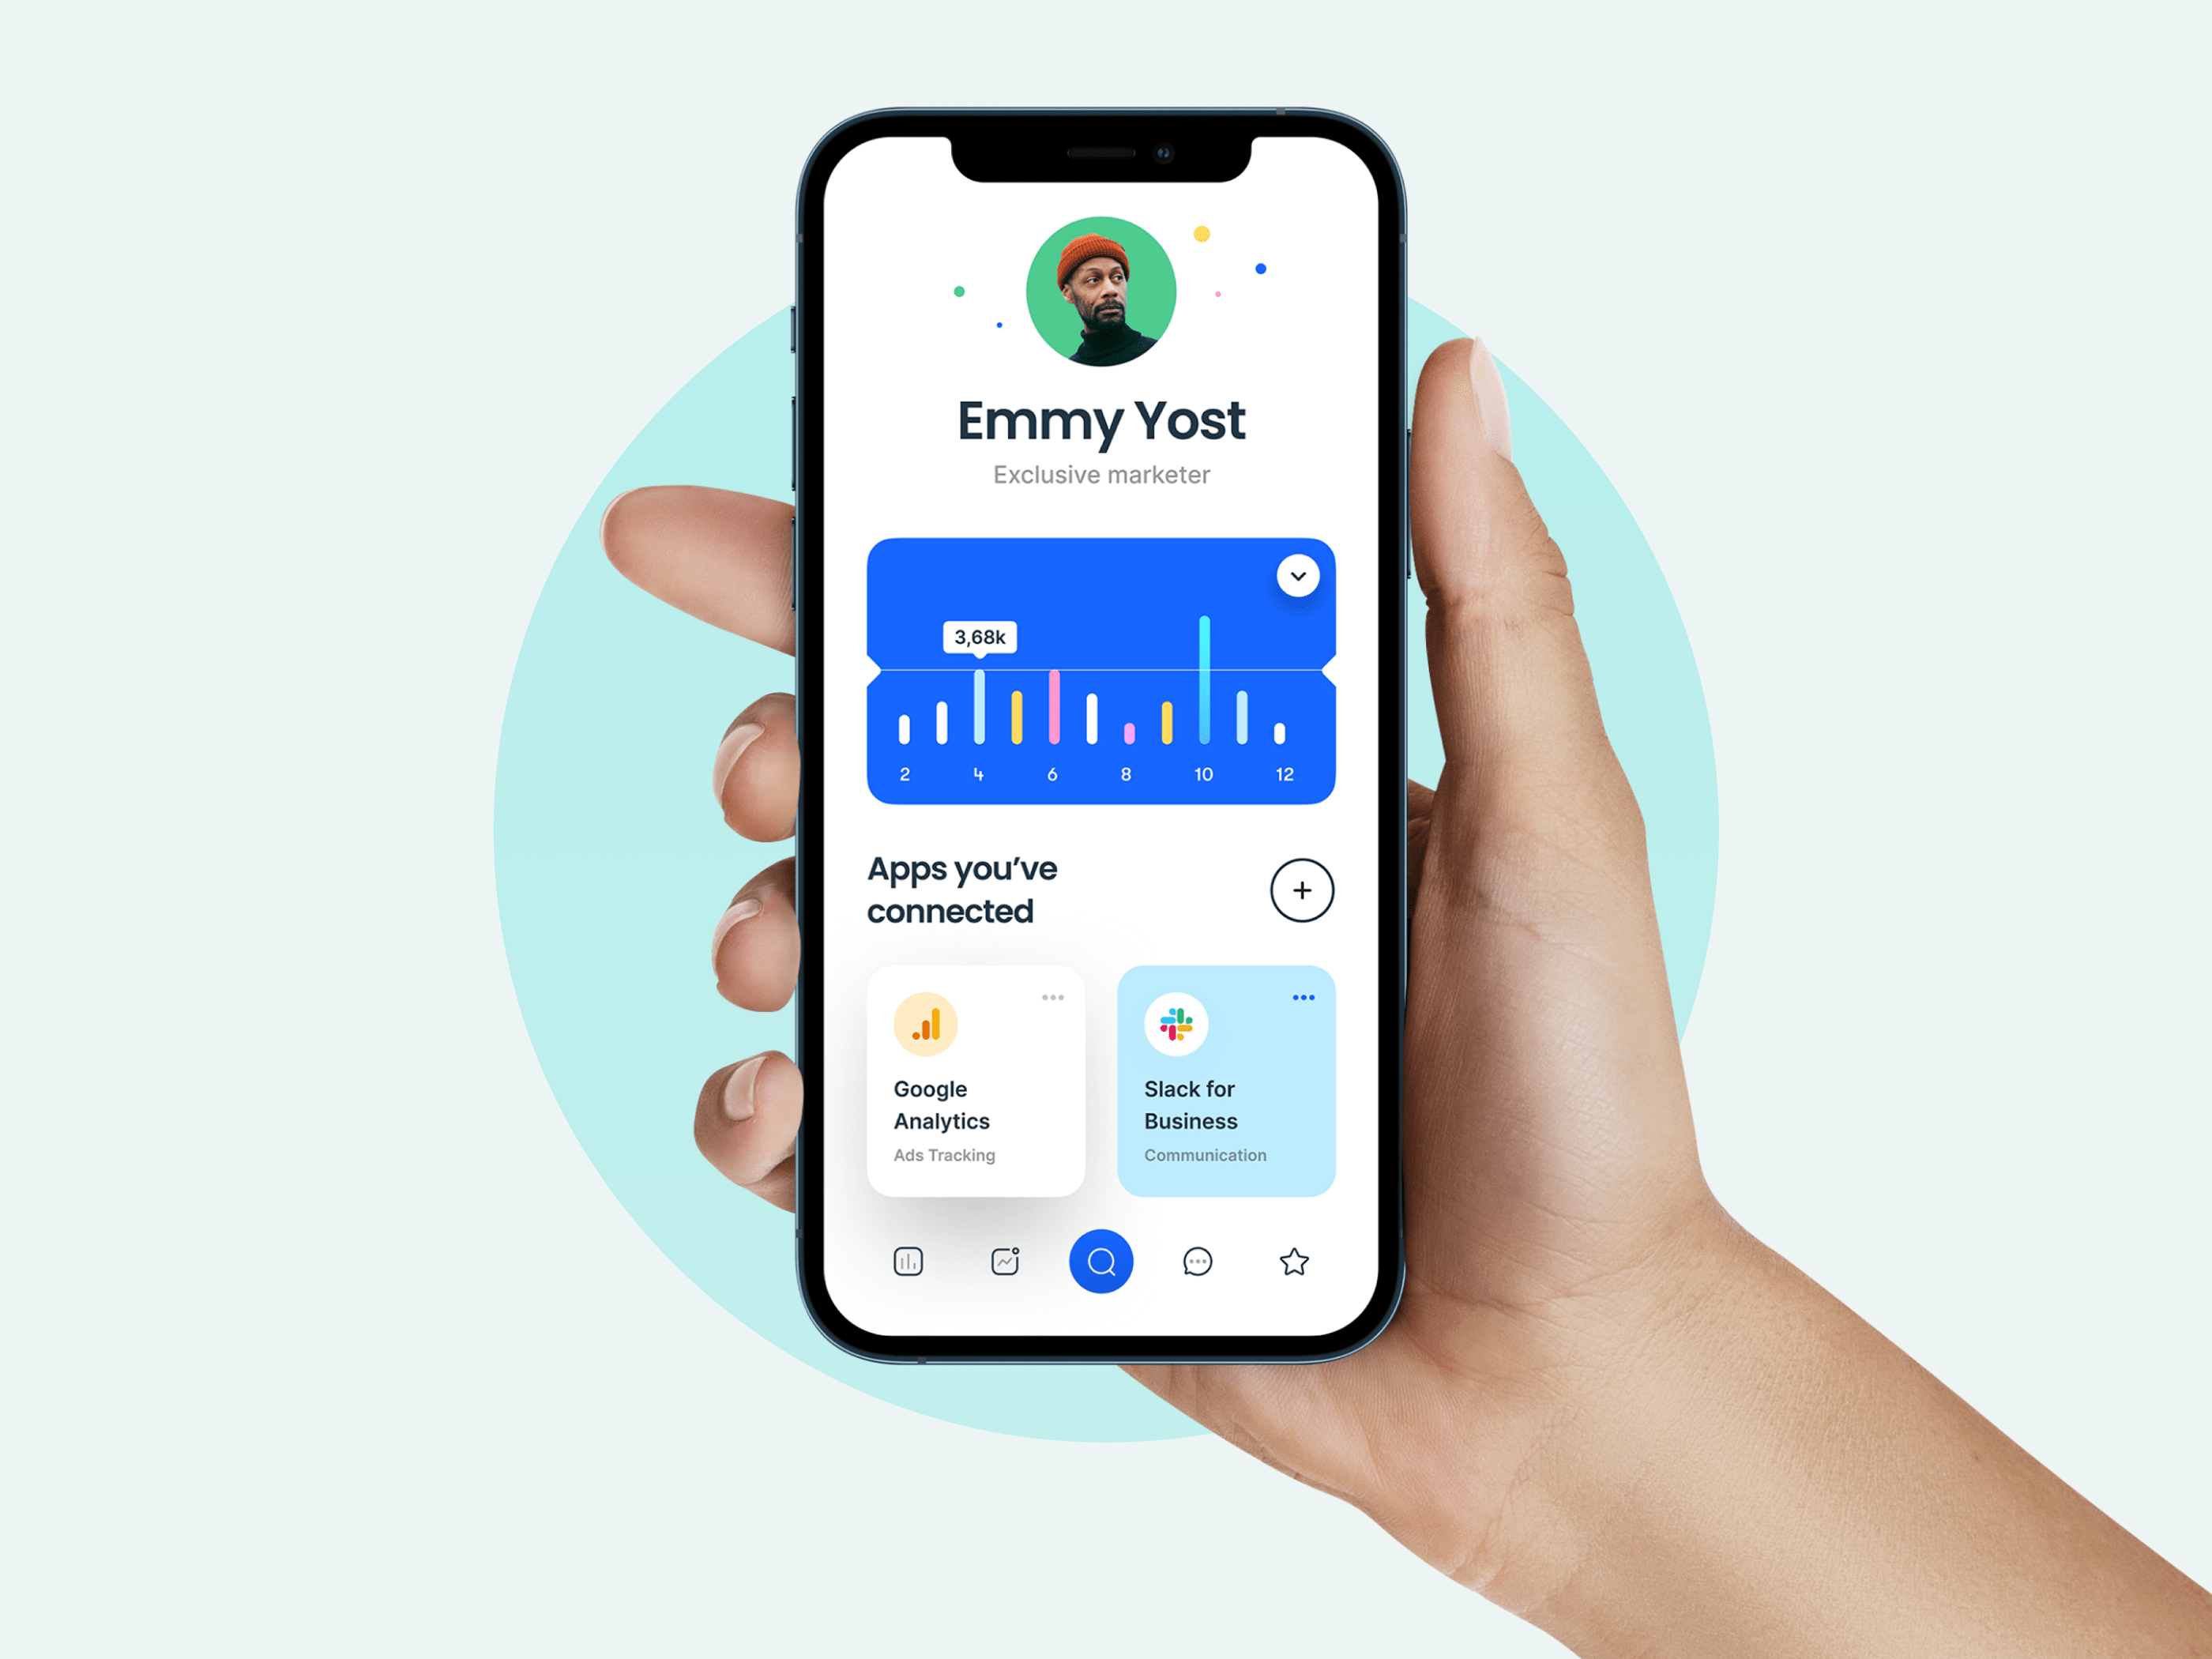 Emmy Yost
Exclusive marketer
3,68k
2 4 6 8 10 12
Apps you’ve
connected
Google
Analytics
Ads Tracking
Slack for
Business
Communication